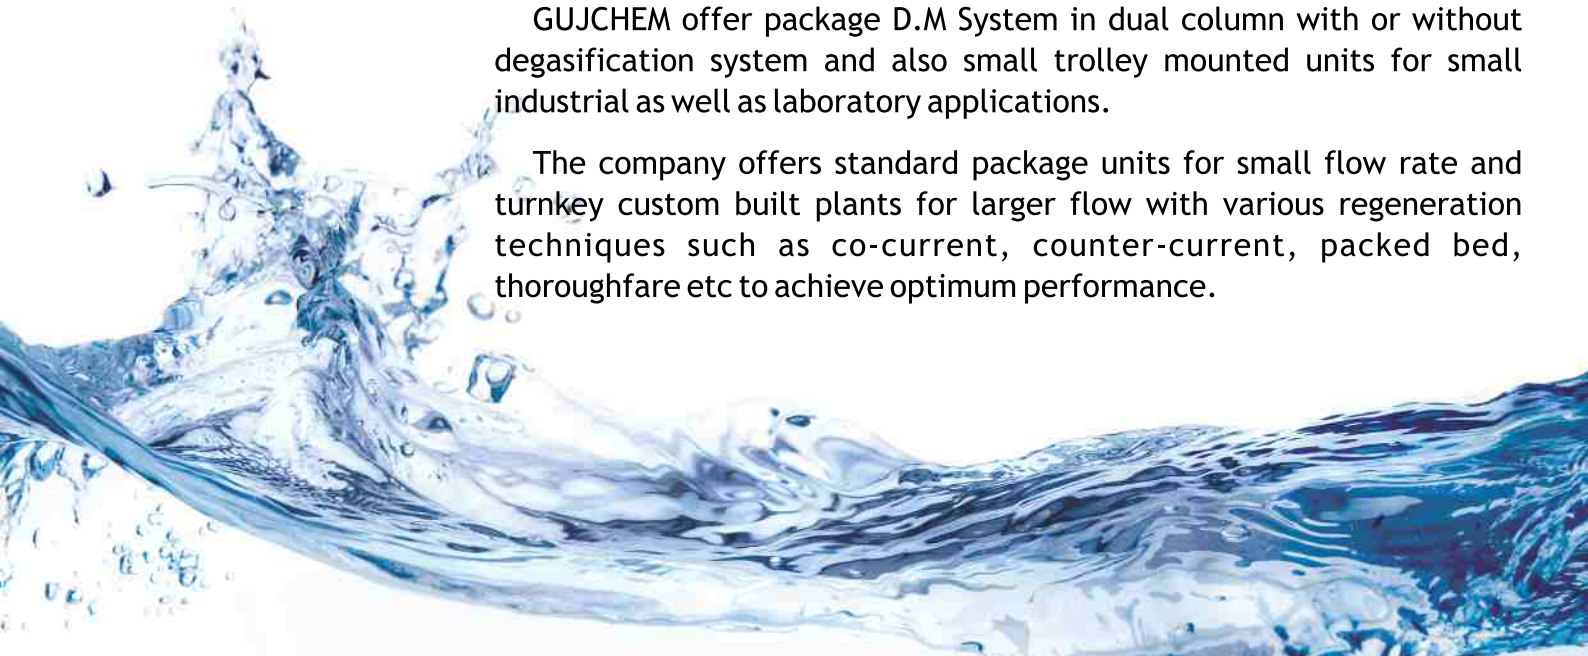 GUJCHEM offer package D.M System in dual column with or without
degasification system and also small trolley mounted units for small
industrial as well as laboratory applications.
The company offers standard package units for small flow rate and
turnkey custom built plants for larger flow with various regeneration
techniques such as co-current, counter-current, packed bed,
thoroughfare etc to achieve optimum performance.